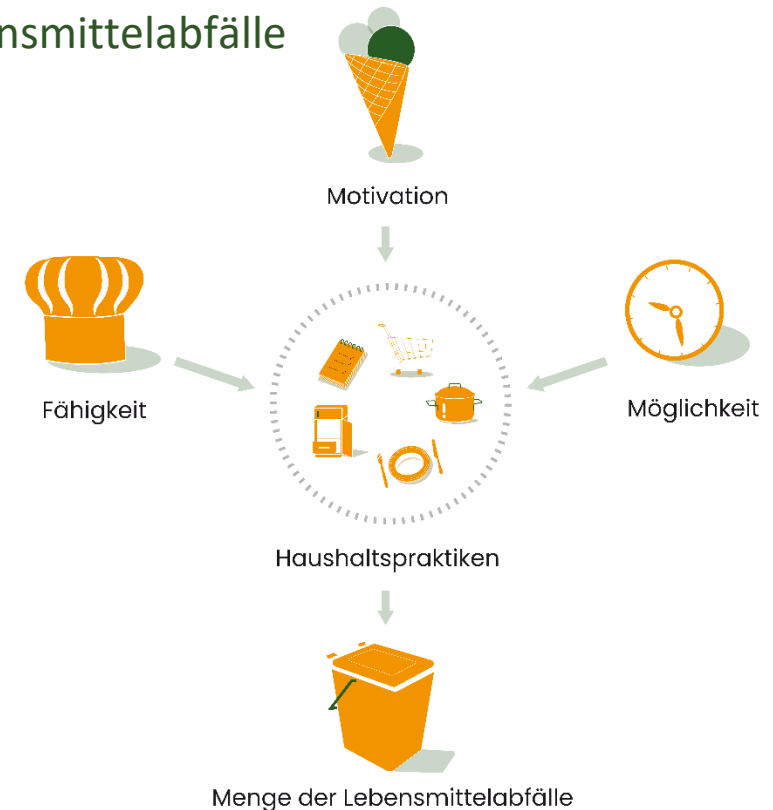 nsmittelabfälle
Motivation
Fähigkeit
Möglichkeit
Haushaltspraktiken
Menge der Lebensmittelabfälle